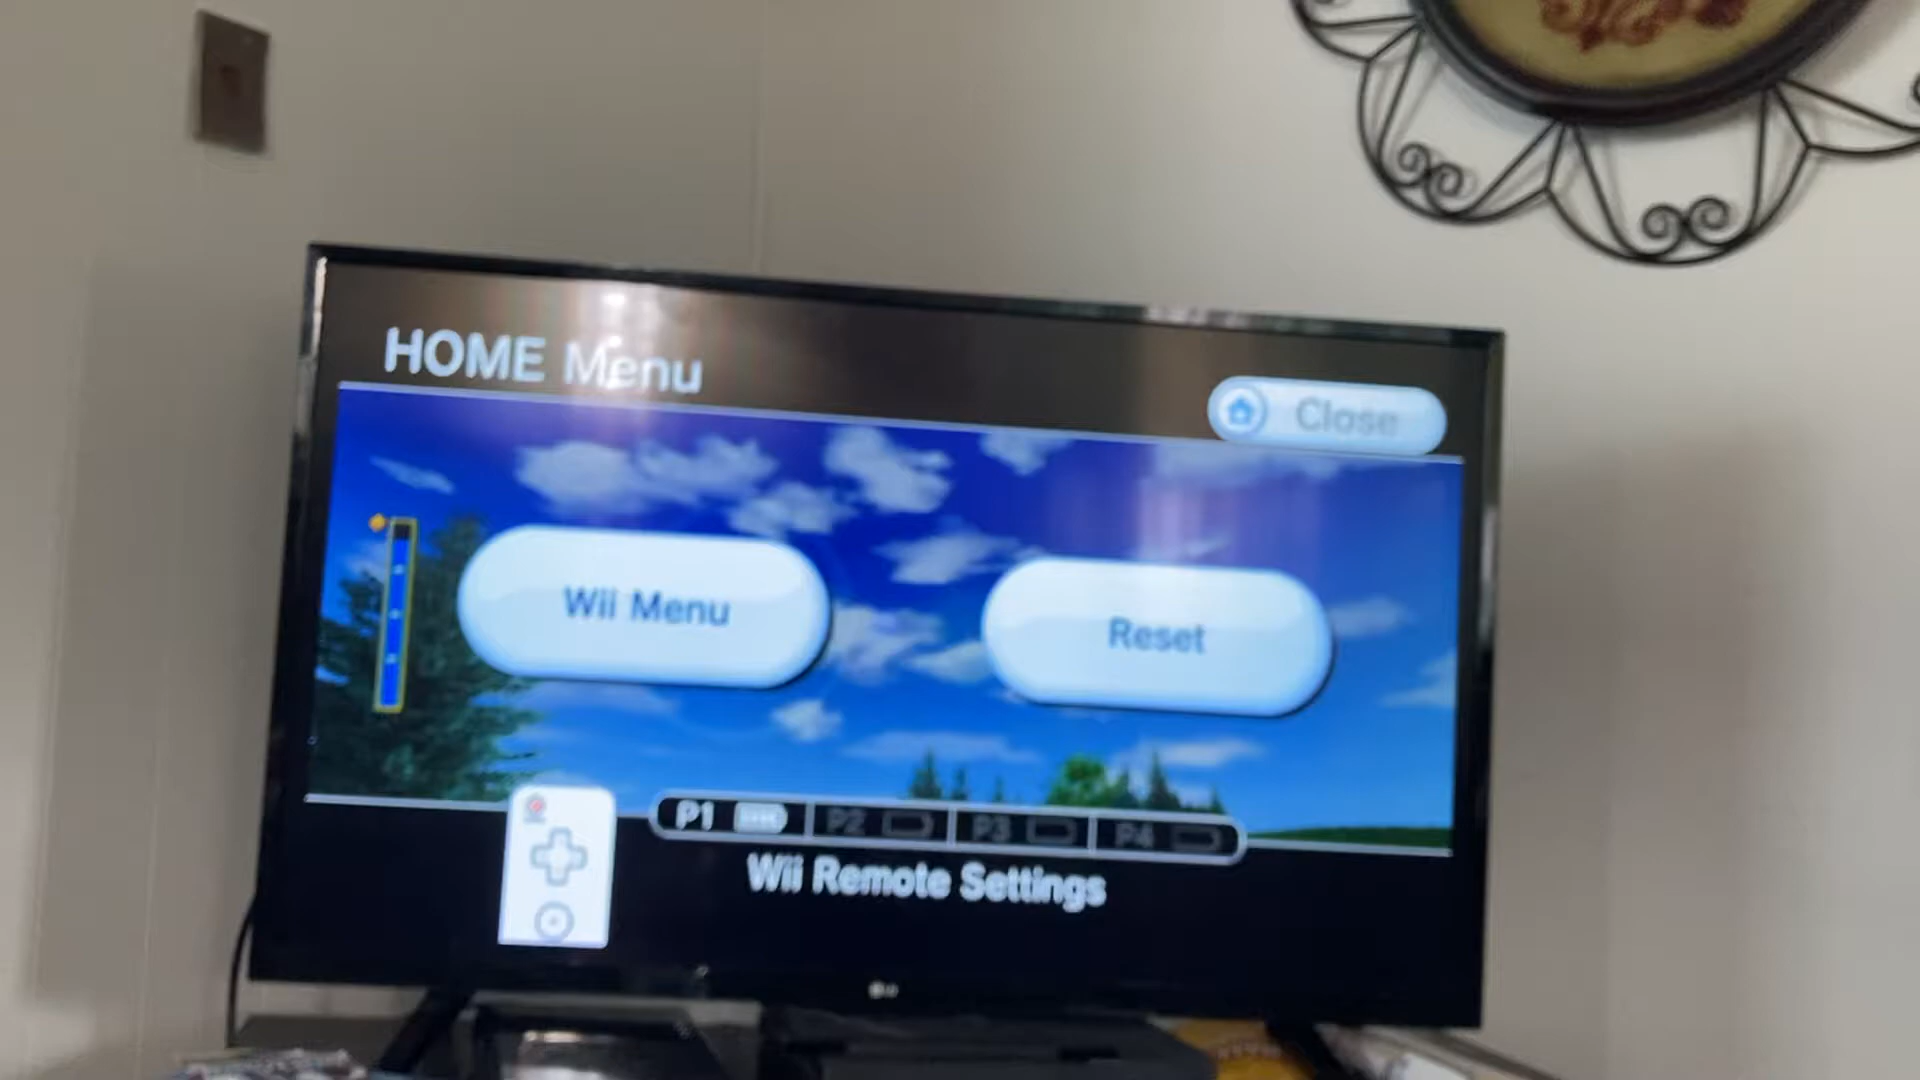 HOME Menu
Close
Wii Menu
Reset
P1 P2 P3 P4
Wii Remote Settings
LG